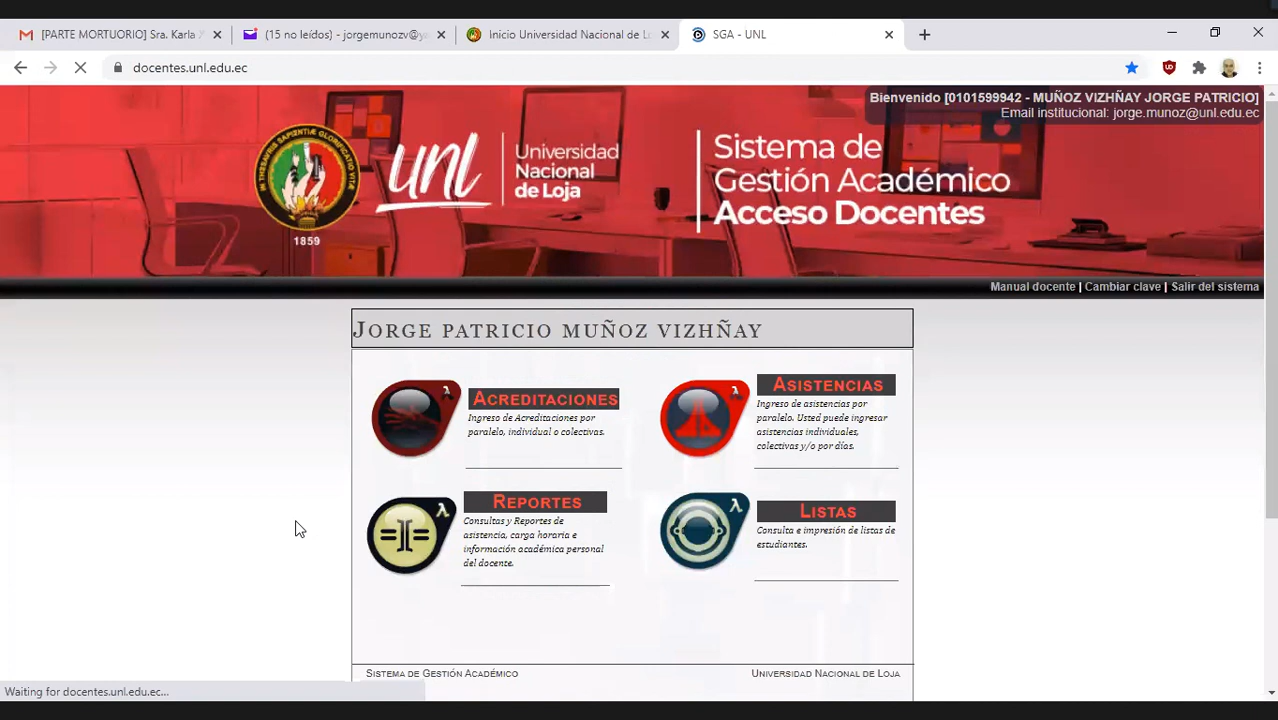 [PARTE MORTUORIO] Sra. Karla
(15 no leídos) - jorgemunozv@y
Inicio Universidad Nacional de L
SGA - UNL
docentes.unl.edu.ec
Bienvenido [0101599942 - MUÑOZ VIZHÑAY JORGE PATRICIO]
Email institucional: jorge.munoz@unl.edu.ec
IN THESAURIS SAPIENTIÆ GLORIFICATIO VITÆ
1859
unl
Universidad
Nacional
de Loja
Sistema de
Gestión Académico
Acceso Docentes
Manual docente | Cambiar clave | Salir del sistema
JORGE PATRICIO MUÑOZ VIZHÑAY
ACREDITACIONES
Ingreso de Acreditaciones por
paralelo, individual o colectivas.
ASISTENCIAS
Ingreso de asistencias por
paralelo. Usted puede ingresar
asistencias individuales,
colectivas y/o por días.
REPORTES
Consultas y Reportes de
asistencia, carga horaria e
información académica personal
del docente.
LISTAS
Consulta e impresión de listas de
estudiantes.
SISTEMA DE GESTIÓN ACADÉMICO
UNIVERSIDAD NACIONAL DE LOJA
Waiting for docentes.unl.edu.ec...